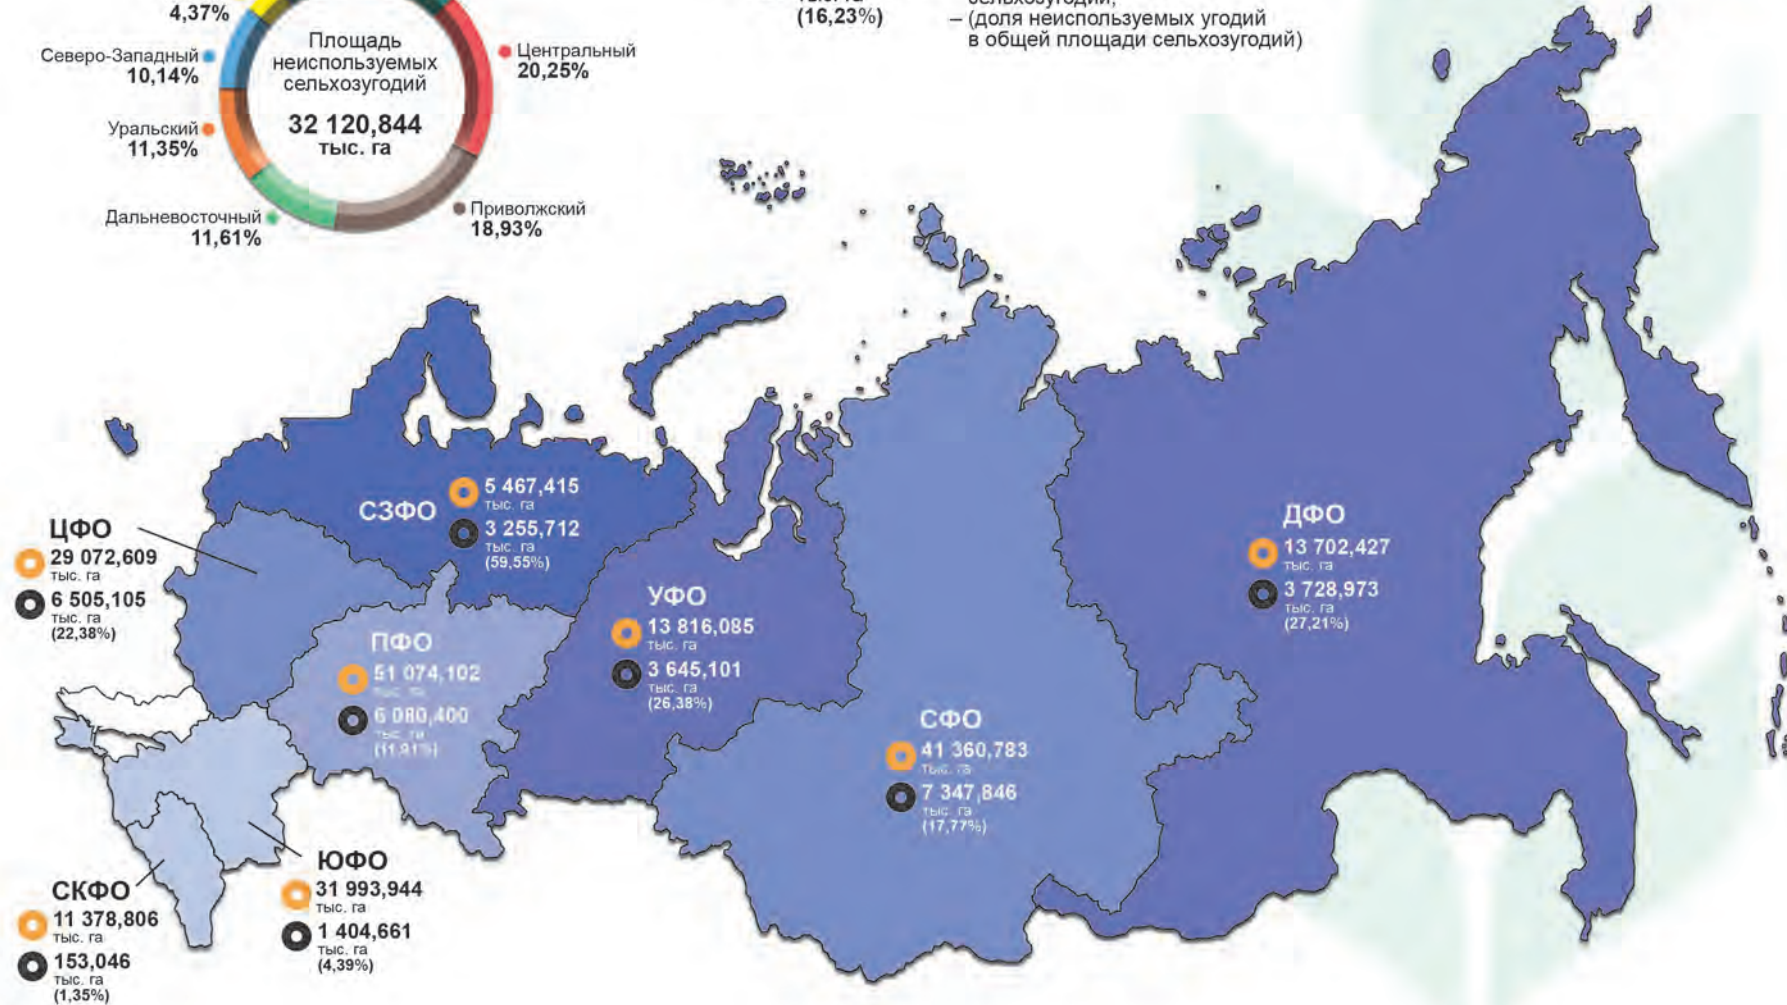 4,37%
Северо-Западный
10,14%
Уральский
11,35%
Дальневосточный
11,61%
Площадь
неиспользуемых
сельхозугодий
32 120,844
тыс. га
Центральный
20,25%
Приволжский
18,93%
(16,23%)
– (доля неиспользуемых угодий
в общей площади сельхозугодий)
СЗФО
5 467,415
тыс. га
3 255,712
тыс. га
(59,55%)
ЦФО
29 072,609
тыс. га
6 505,105
тыс. га
(22,38%)
ПФО
51 074,102
тыс. га
6 080,400
тыс. га
(11,91%)
УФО
13 816,085
тыс. га
3 645,101
тыс. га
(26,38%)
ДФО
13 702,427
тыс. га
3 728,973
тыс. га
(27,21%)
СФО
41 360,783
тыс. га
7 347,846
тыс. га
(17,77%)
ЮФО
31 993,944
тыс. га
1 404,661
тыс. га
(4,39%)
СКФО
11 378,806
тыс. га
153,046
тыс. га
(1,35%)